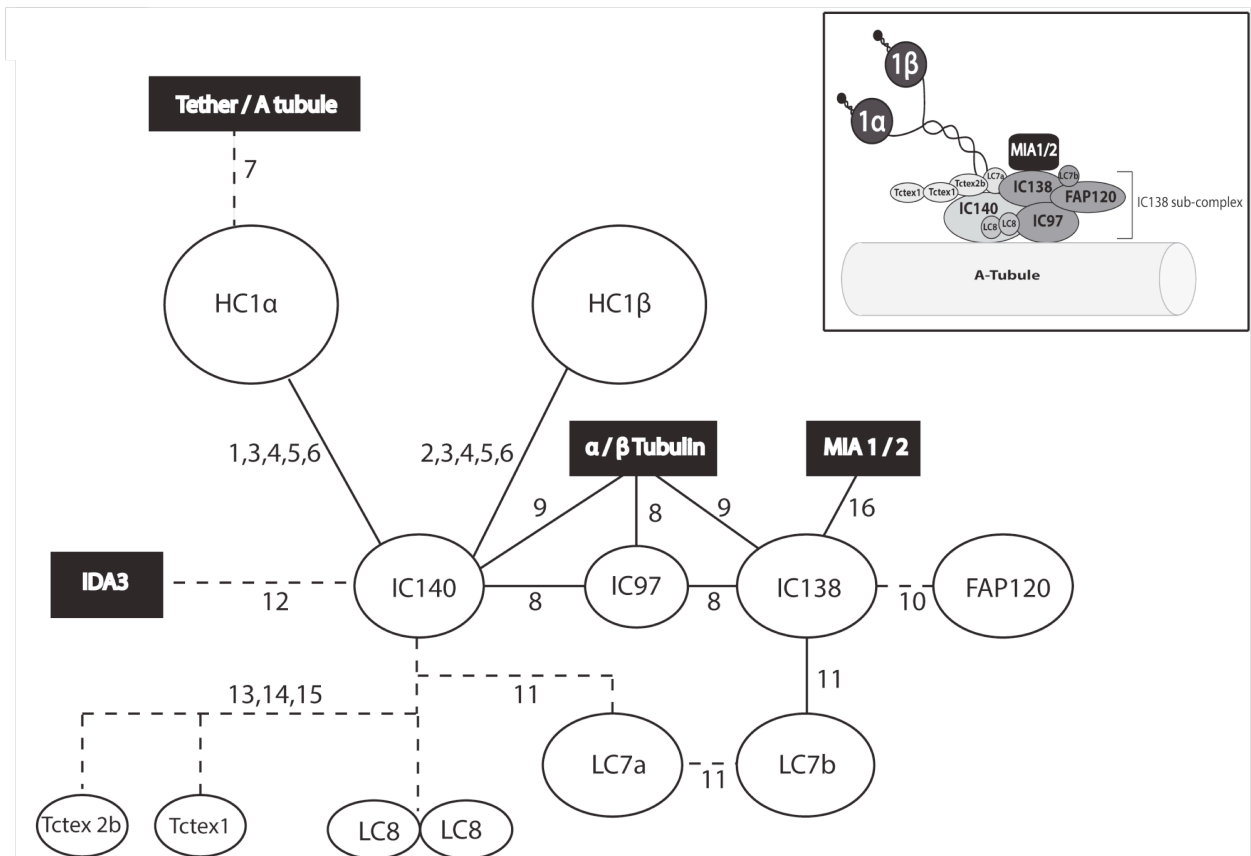 Tether / A tubule
7
HC1α
HC1β
1,3,4,5,6
2,3,4,5,6
α / β Tubulin
MIA 1 / 2
9
8
9
16
IDA3
12
IC140
8
IC97
8
IC138
10
FAP120
13,14,15
11
11
LC7a
11
LC7b
Tctex 2b
Tctex1
LC8
LC8
1β
1α
MIA1/2
Tctex1
Tctex1
Tctex2b
LC7a
IC138
LC7b
FAP120
IC140
LC8
LC8
IC97
IC138 sub-complex
A-Tubule